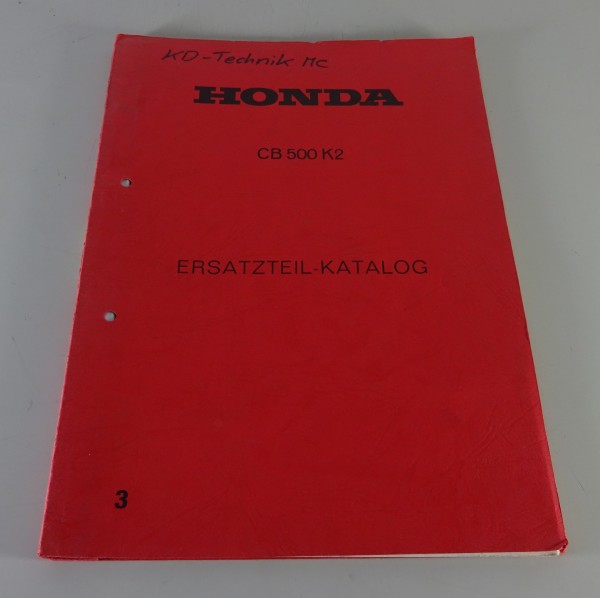 KD-Technik MC
HONDA
CB 500 K2
ERSATZTEIL-KATALOG
3